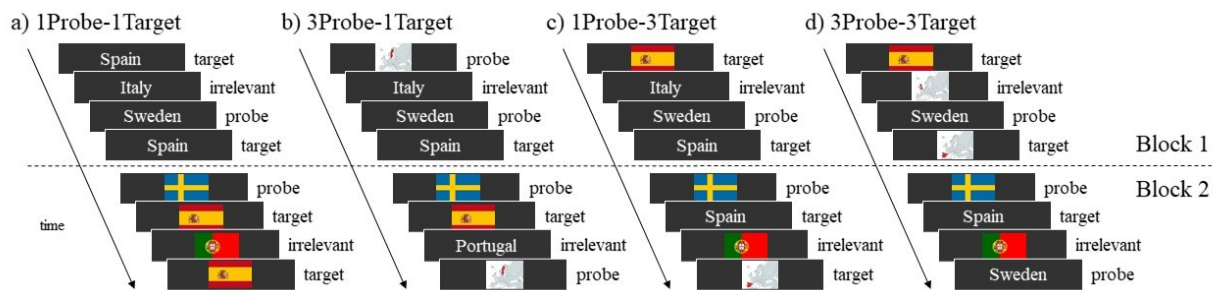 a) 1Probe-1Target
Spain target
Italy irrelevant
Sweden probe
Spain target
probe
target
irrelevant
target
b) 3Probe-1Target
probe
Italy irrelevant
Sweden probe
Spain target
probe
target
Portugal irrelevant
probe
c) 1Probe-3Target
target
Italy irrelevant
Sweden probe
Spain target
probe
Spain target
irrelevant
target
d) 3Probe-3Target
target
irrelevant
Sweden probe
target
probe
Spain target
irrelevant
Sweden probe
Block 1
Block 2
time